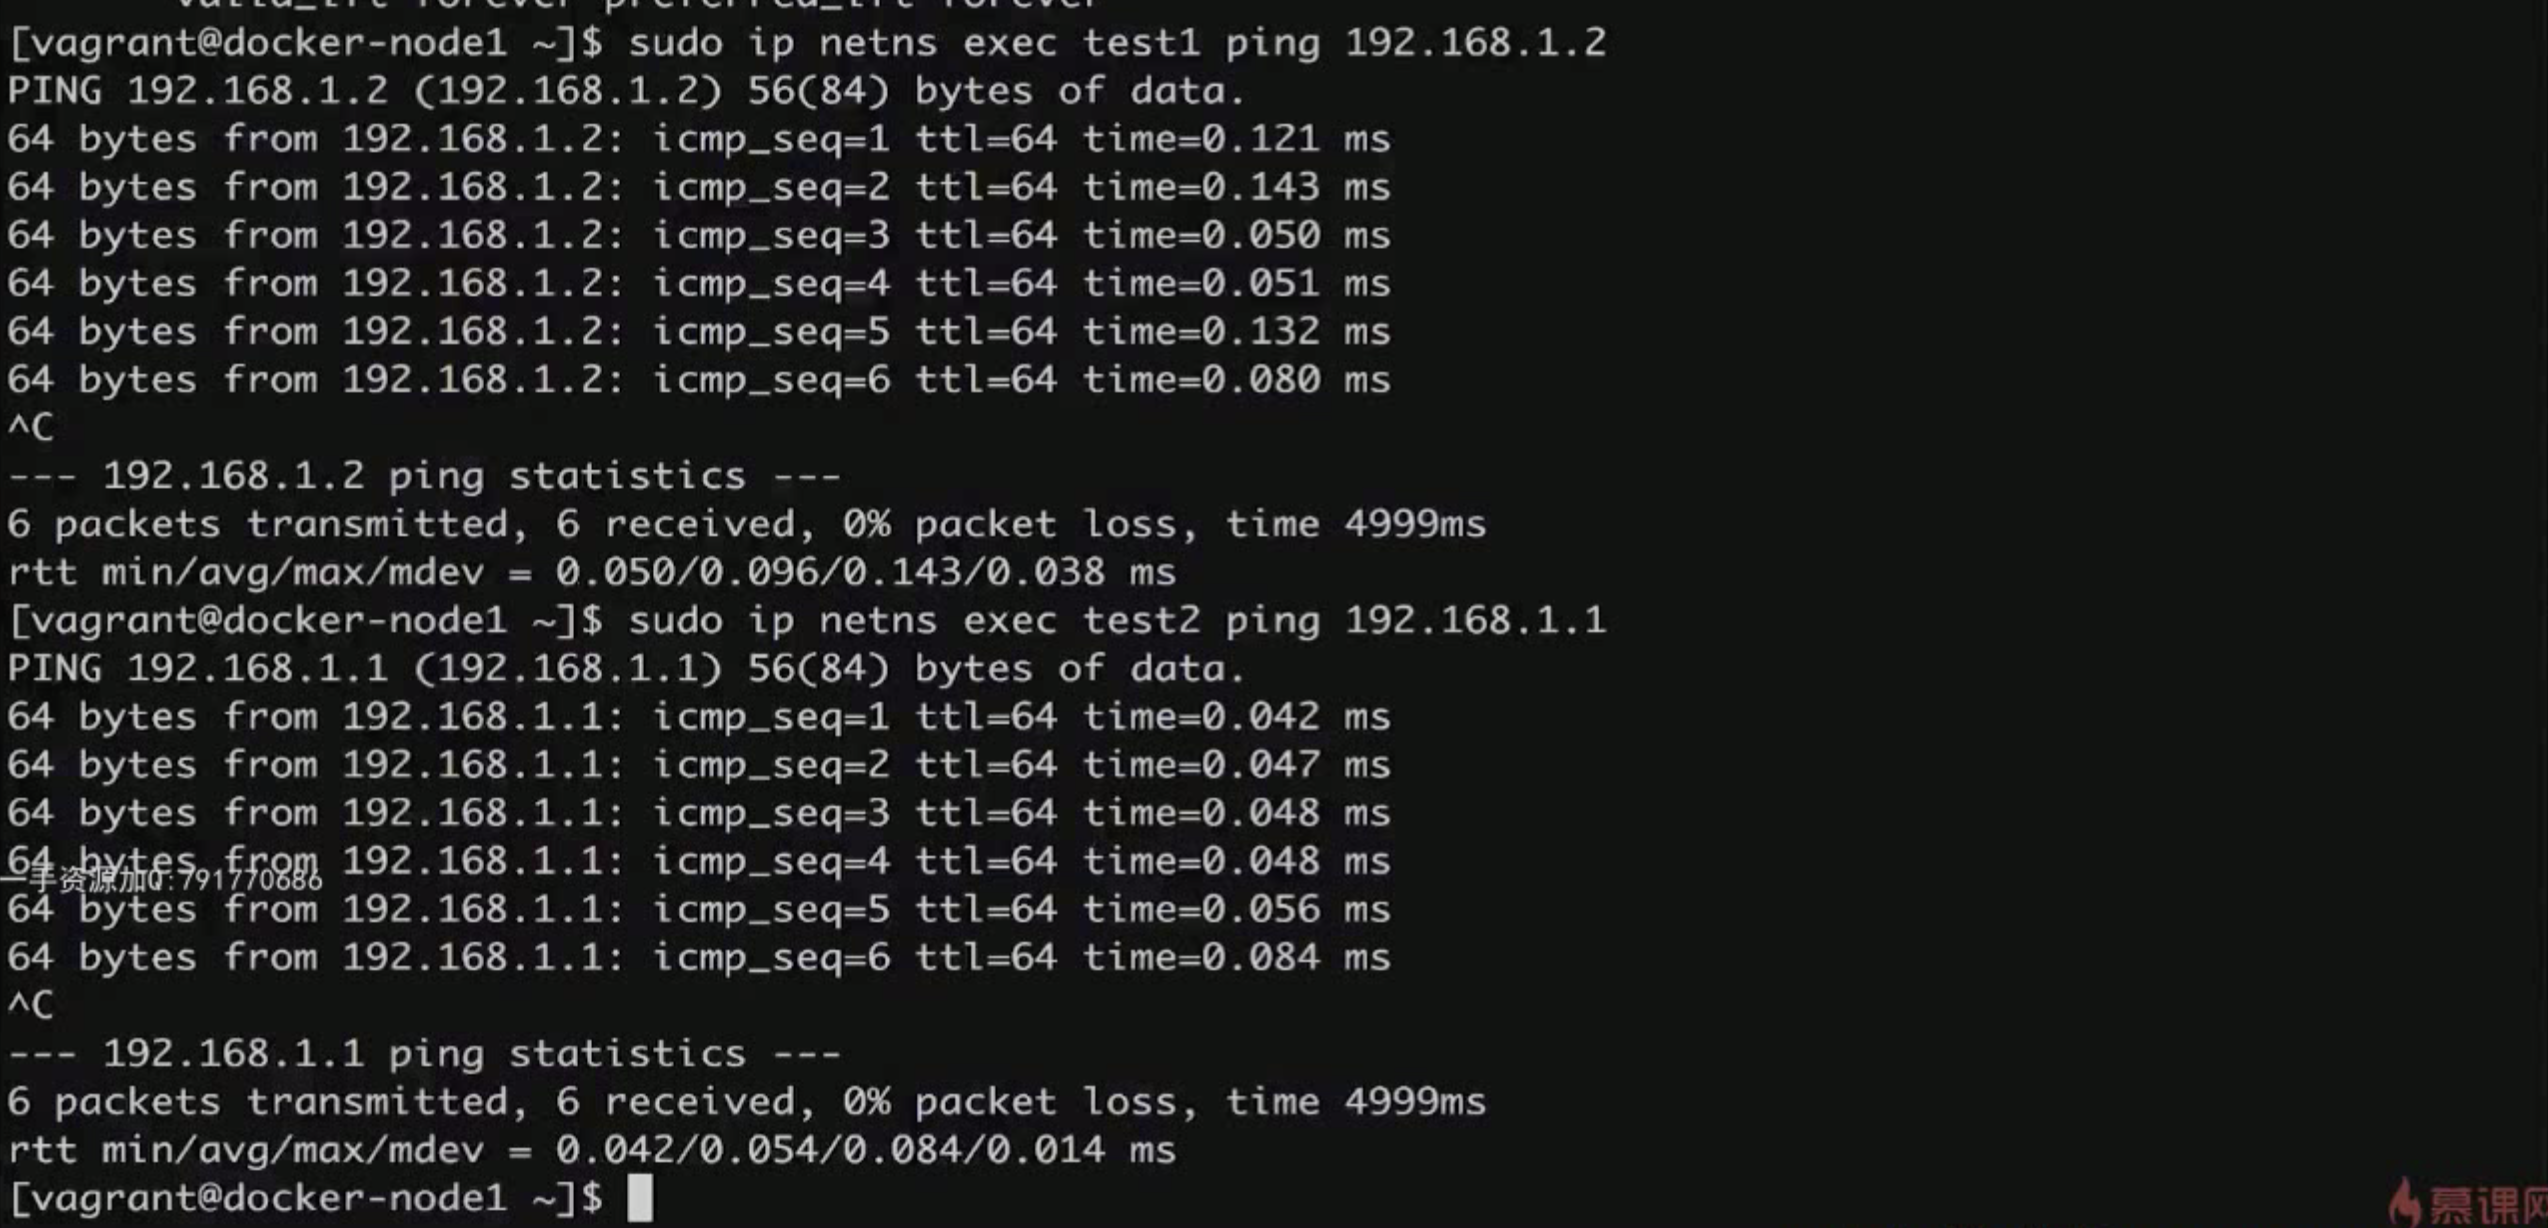 valid_lft forever preferred_lft forever
[vagrant@docker-node1 ~]$ sudo ip netns exec test1 ping 192.168.1.2
PING 192.168.1.2 (192.168.1.2) 56(84) bytes of data.
64 bytes from 192.168.1.2: icmp_seq=1 ttl=64 time=0.121 ms
64 bytes from 192.168.1.2: icmp_seq=2 ttl=64 time=0.143 ms
64 bytes from 192.168.1.2: icmp_seq=3 ttl=64 time=0.050 ms
64 bytes from 192.168.1.2: icmp_seq=4 ttl=64 time=0.051 ms
64 bytes from 192.168.1.2: icmp_seq=5 ttl=64 time=0.132 ms
64 bytes from 192.168.1.2: icmp_seq=6 ttl=64 time=0.080 ms
^C
--- 192.168.1.2 ping statistics ---
6 packets transmitted, 6 received, 0% packet loss, time 4999ms
rtt min/avg/max/mdev = 0.050/0.096/0.143/0.038 ms
[vagrant@docker-node1 ~]$ sudo ip netns exec test2 ping 192.168.1.1
PING 192.168.1.1 (192.168.1.1) 56(84) bytes of data.
64 bytes from 192.168.1.1: icmp_seq=1 ttl=64 time=0.042 ms
64 bytes from 192.168.1.1: icmp_seq=2 ttl=64 time=0.047 ms
64 bytes from 192.168.1.1: icmp_seq=3 ttl=64 time=0.048 ms
64 bytes from 192.168.1.1: icmp_seq=4 ttl=64 time=0.048 ms
一手资源加Q:791770686
64 bytes from 192.168.1.1: icmp_seq=5 ttl=64 time=0.056 ms
64 bytes from 192.168.1.1: icmp_seq=6 ttl=64 time=0.084 ms
^C
--- 192.168.1.1 ping statistics ---
6 packets transmitted, 6 received, 0% packet loss, time 4999ms
rtt min/avg/max/mdev = 0.042/0.054/0.084/0.014 ms
[vagrant@docker-node1 ~]$
慕课网